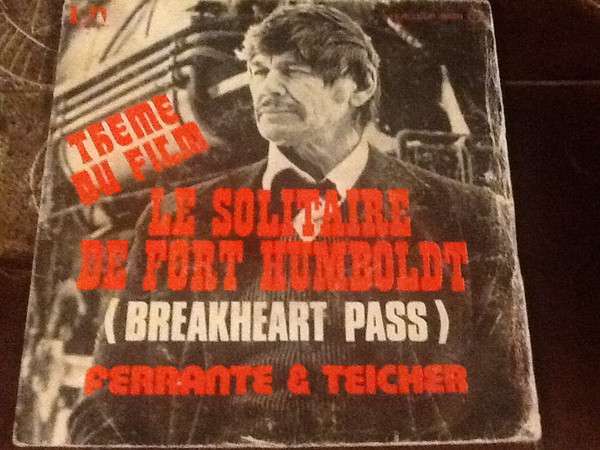 THEME
DU FILM
LE SOLITAIRE
DE FORT HUMBOLDT
(BREAKHEART PASS)
FERRANTE & TEICHER